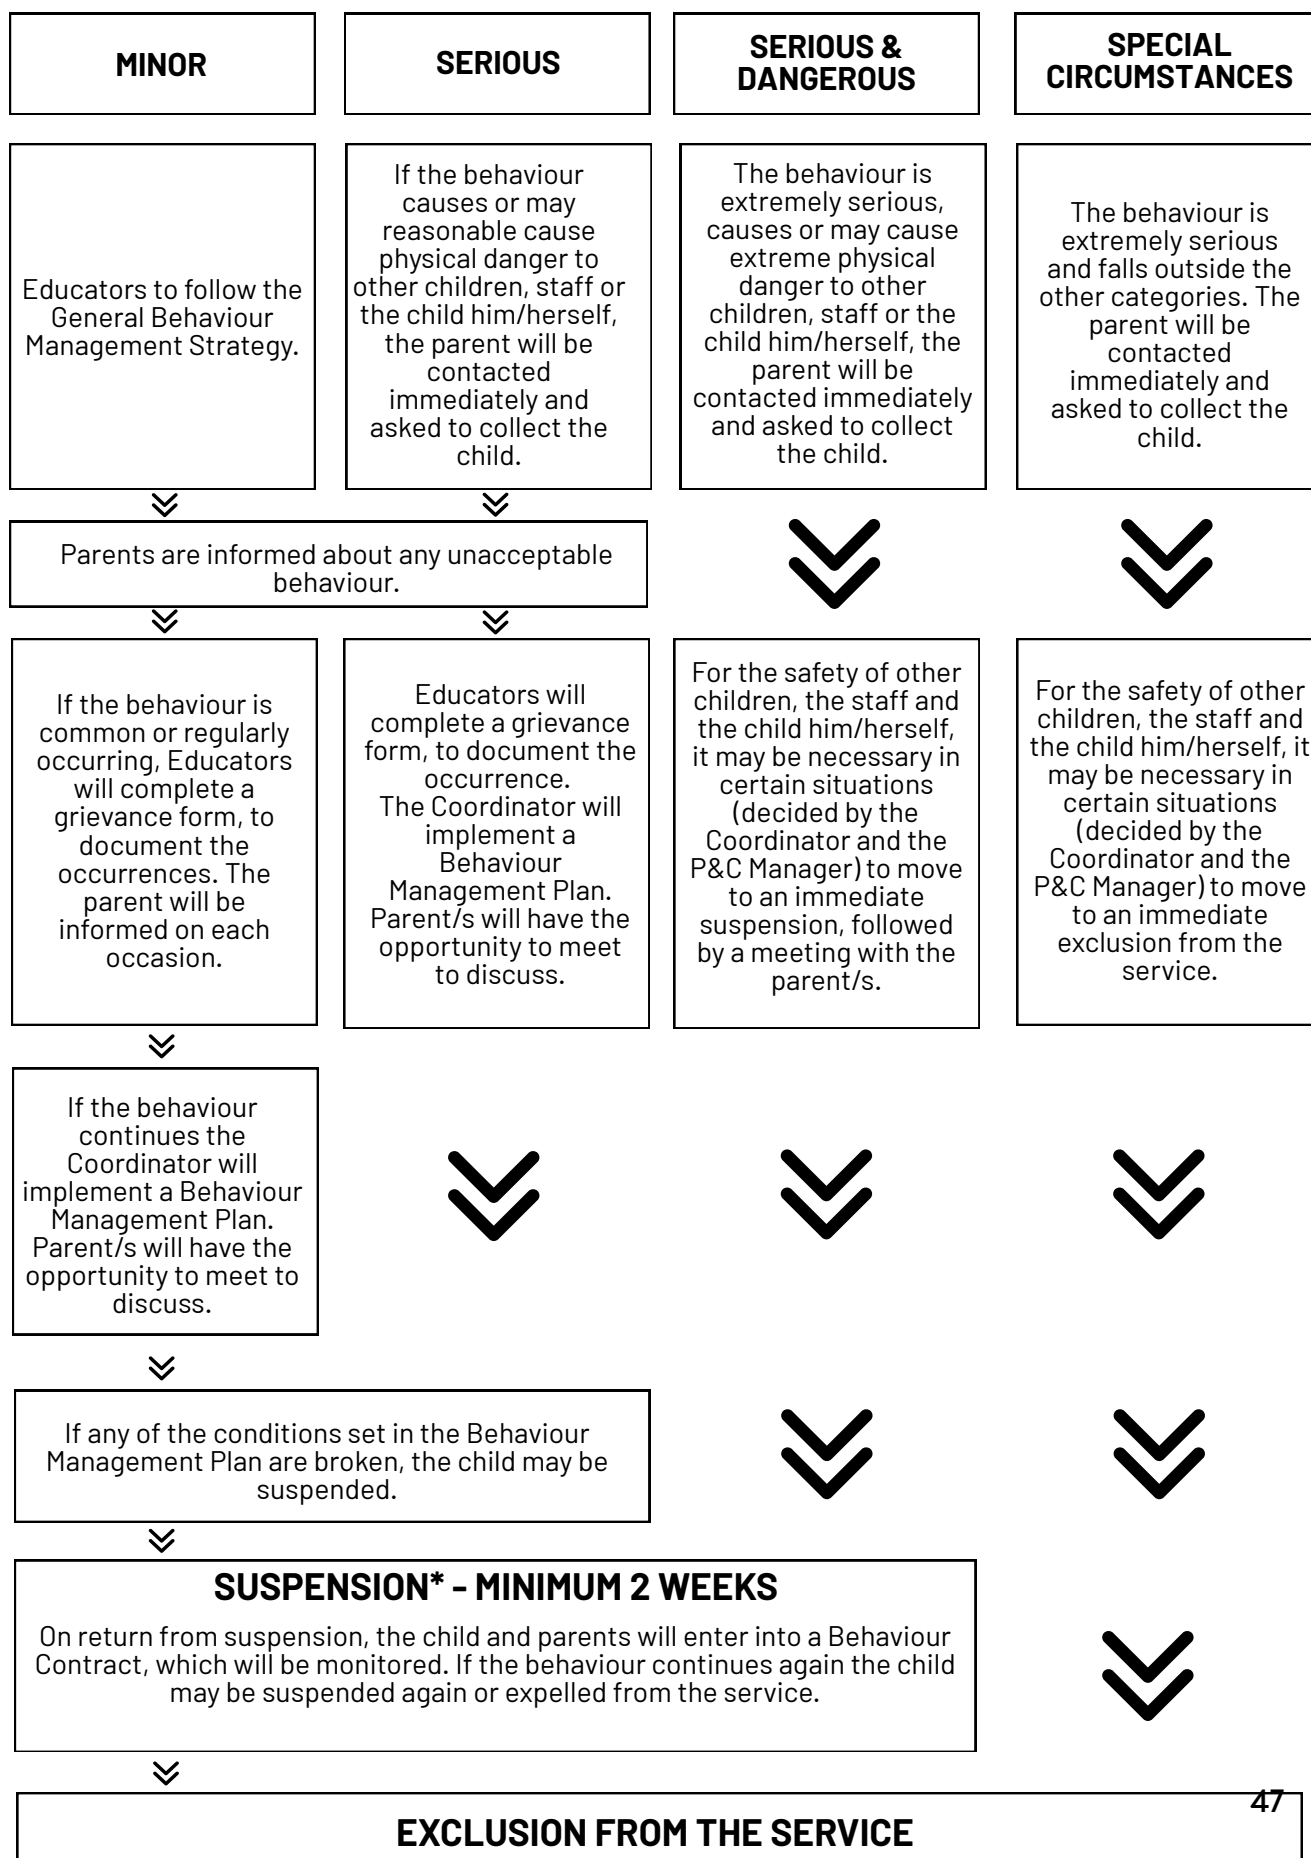 MINOR
SERIOUS
SERIOUS &
DANGEROUS
SPECIAL
CIRCUMSTANCES
Educators to follow the
General Behaviour
Management Strategy.
If the behaviour
causes or may
reasonable cause
physical danger to
other children, staff or
the child him/herself,
the parent will be
contacted
immediately and
asked to collect the
child.
The behaviour is
extremely serious,
causes or may cause
extreme physical
danger to other
children, staff or the
child him/herself, the
parent will be
contacted immediately
and asked to collect
the child.
The behaviour is
extremely serious
and falls outside the
other categories. The
parent will be
contacted
immediately and
asked to collect the
child.
Parents are informed about any unacceptable
behaviour.
If the behaviour is
common or regularly
occurring, Educators
will complete a
grievance form, to
document the
occurrences. The
parent will be
informed on each
occasion.
Educators will
complete a grievance
form, to document the
occurrence.
The Coordinator will
implement a
Behaviour
Management Plan.
Parent/s will have the
opportunity to meet
to discuss.
For the safety of other
children, the staff and
the child him/herself,
it may be necessary in
certain situations
(decided by the
Coordinator and the
P&C Manager) to move
to an immediate
suspension, followed
by a meeting with the
parent/s.
For the safety of other
children, the staff and
the child him/herself, it
may be necessary in
certain situations
(decided by the
Coordinator and the
P&C Manager) to move
to an immediate
exclusion from the
service.
If the behaviour
continues the
Coordinator will
implement a Behaviour
Management Plan.
Parent/s will have the
opportunity to meet to
discuss.
If any of the conditions set in the Behaviour
Management Plan are broken, the child may be
suspended.
SUSPENSION* - MINIMUM 2 WEEKS
On return from suspension, the child and parents will enter into a Behaviour
Contract, which will be monitored. If the behaviour continues again the child
may be suspended again or expelled from the service.
47
EXCLUSION FROM THE SERVICE